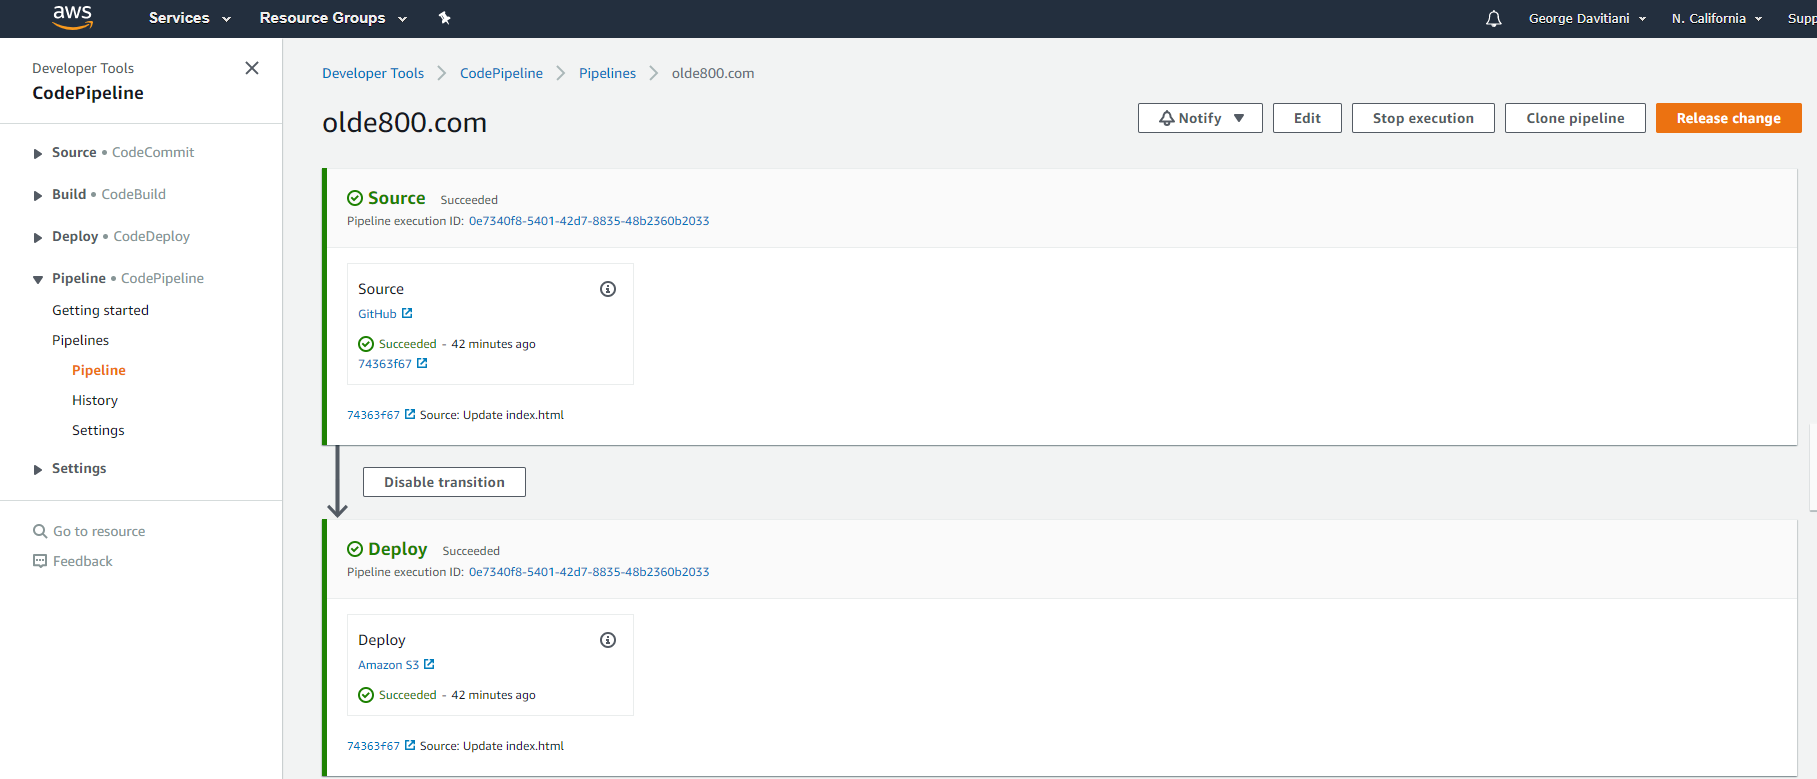 aws Services Resource Groups George Davitiani N. California Supp
Developer Tools
CodePipeline
Source • CodeCommit
Build • CodeBuild
Deploy • CodeDeploy
Pipeline • CodePipeline
Getting started
Pipelines
Pipeline
History
Settings
Settings
Go to resource
Feedback
Developer Tools CodePipeline Pipelines olde800.com
olde800.com
Notify Edit Stop execution Clone pipeline Release change
Source Succeeded
Pipeline execution ID: 0e7340f8-5401-42d7-8835-48b2360b2033
Source
GitHub
Succeeded - 42 minutes ago
74363f67
74363f67 Source: Update index.html
Disable transition
Deploy Succeeded
Pipeline execution ID: 0e7340f8-5401-42d7-8835-48b2360b2033
Deploy
Amazon S3
Succeeded - 42 minutes ago
74363f67 Source: Update index.html